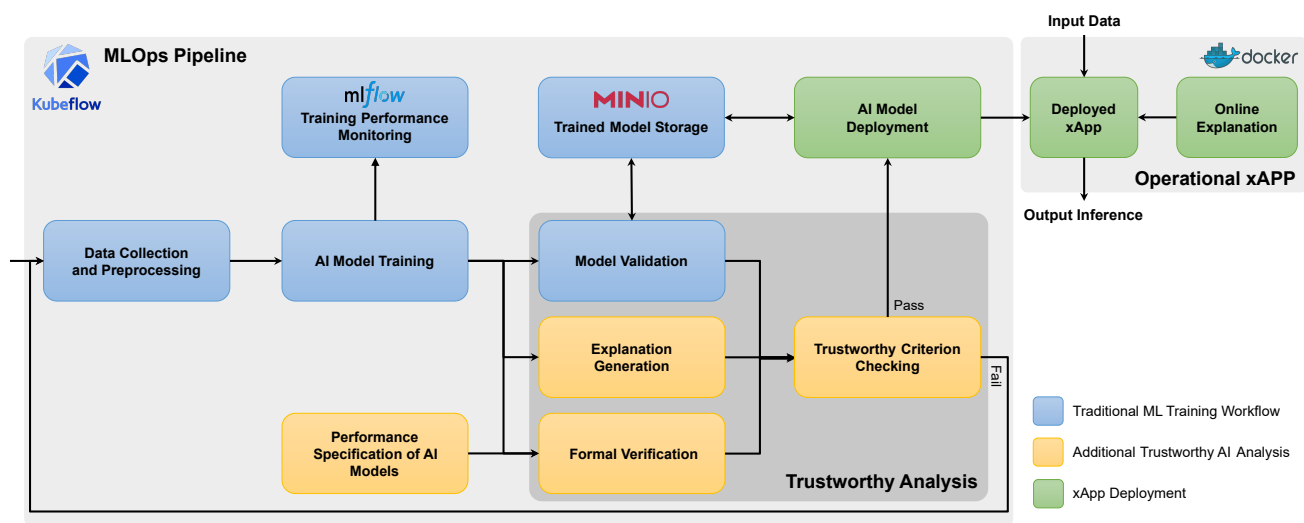 Input Data
MLOps Pipeline
Kubeflow
mlflow
Training Performance
Monitoring
MINIO
Trained Model Storage
AI Model
Deployment
docker
Deployed
xApp
Online
Explanation
Operational xAPP
Output Inference
Data Collection
and Preprocessing
AI Model Training
Model Validation
Pass
Explanation
Generation
Trustworthy Criterion
Checking
Fail
Performance
Specification of AI
Models
Formal Verification
Trustworthy Analysis
Traditional ML Training Workflow
Additional Trustworthy AI Analysis
xApp Deployment